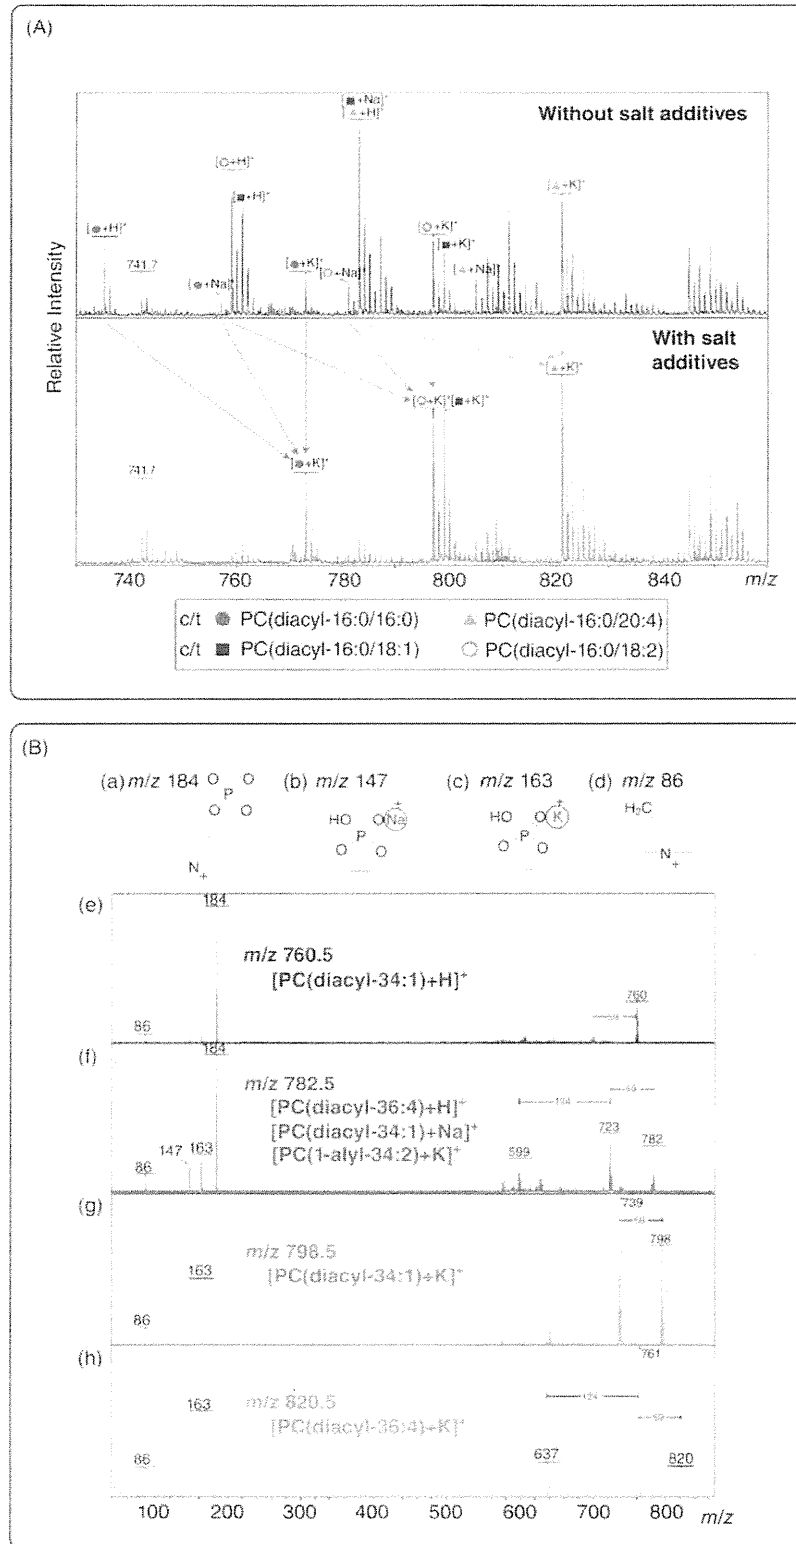 (A)
Without salt additives
[■+Na]⁺
[▲+H]⁺
[○+H]⁺
[■+H]⁺
[●+H]⁺
741.7
[●+Na]⁺
[●+K]⁺
[○+Na]⁺
[○+K]⁺
[■+K]⁺
[▲+Na]⁺
[▲+K]⁺
Relative Intensity
With salt
additives
[▲+K]⁺
[○+K]⁺ [■+K]⁺
[●+K]⁺
741.7
740 760 780 800 820 840 m/z
c/t ● PC(diacyl-16:0/16:0) ▲ PC(diacyl-16:0/20:4)
c/t ■ PC(diacyl-16:0/18:1) ○ PC(diacyl-16:0/18:2)
(B)
(a) m/z 184 (b) m/z 147 (c) m/z 163 (d) m/z 86
O O
P
O O
N
+
HO O Na
+
P
O O
HO O K
+
P
O O
H₂C
N
+
(e)
184
m/z 760.5
[PC(diacyl-34:1)+H]⁺
86
59
760
(f)
184
m/z 782.5
[PC(diacyl-36:4)+H]⁺
[PC(diacyl-34:1)+Na]⁺
[PC(1-alyl-34:2)+K]⁺
86
147
163
599
124
723
59
782
(g)
m/z 798.5
[PC(diacyl-34:1)+K]⁺
163
86
739
59
798
(h)
m/z 820.5
[PC(diacyl-36:4)+K]⁺
163
86
637
124
761
59
820
100 200 300 400 500 600 700 800 m/z